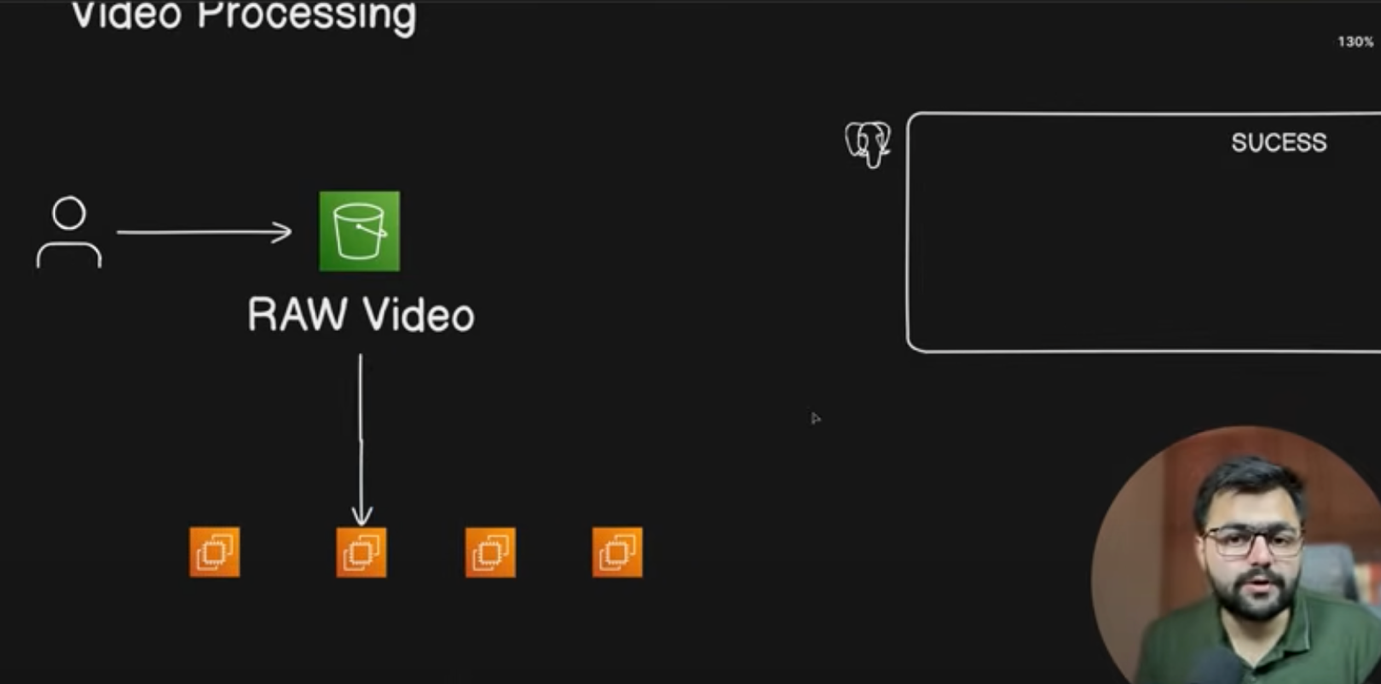 Video Processing
130%
SUCESS
RAW Video